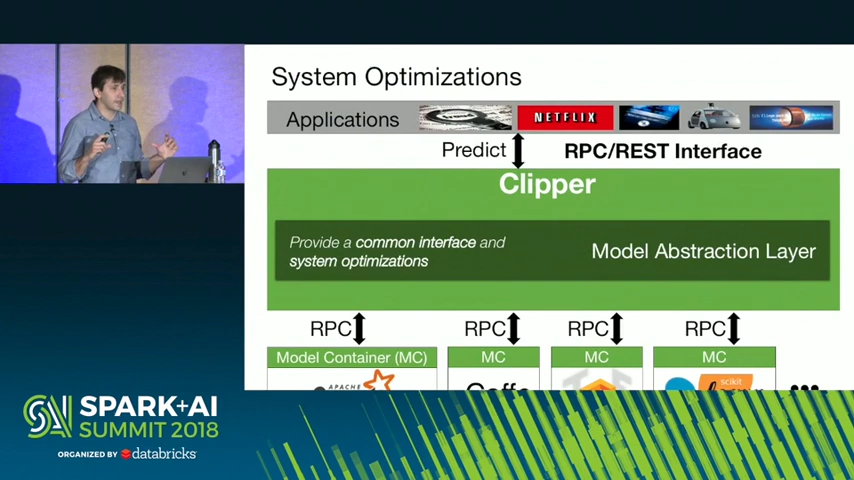 System Optimizations
Applications
NETFLIX
Predict
RPC/REST Interface
Clipper
Provide a common interface and
system optimizations
Model Abstraction Layer
RPC
RPC
RPC
RPC
Model Container (MC)
MC
MC
MC
APACHE
Caffe
scikit
SPARK+AI
SUMMIT 2018
ORGANIZED BY databricks